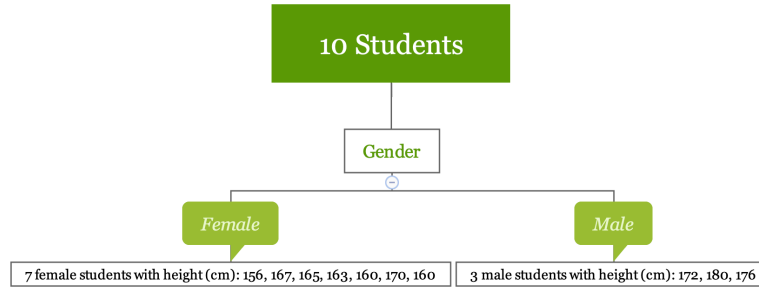 10 Students
Gender
Female
Male
7 female students with height (cm): 156, 167, 165, 163, 160, 170, 160
3 male students with height (cm): 172, 180, 176